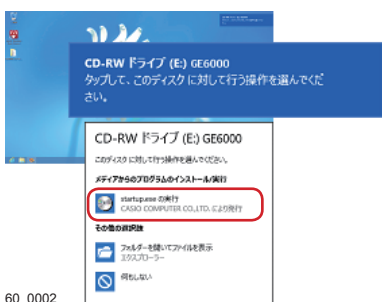 CD-RW ドライブ (E:) GE6000
タップして、このディスク に対して行う操作を選んでくだ
さい。
CD-RW ドライブ (E:) GE6000
このディスク に対して行う操作を選んでください。
メディアからのプログラムのインストール/実行
startup.exe の実行
CASIO COMPUTER CO.,LTD. により発行
その他の選択肢
フォルダーを開いてファイルを表示
エクスプローラー
何もしない
60_0002